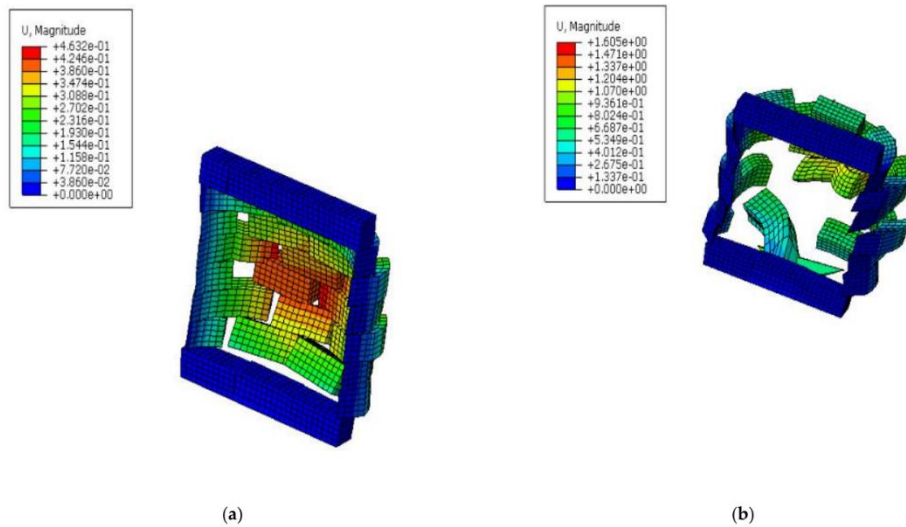 U, Magnitude
+4.632e-01
+4.246e-01
+3.860e-01
+3.474e-01
+3.088e-01
+2.702e-01
+2.316e-01
+1.930e-01
+1.544e-01
+1.158e-01
+7.720e-02
+3.860e-02
+0.000e+00
U, Magnitude
+1.605e+00
+1.471e+00
+1.337e+00
+1.204e+00
+1.070e+00
+9.361e-01
+8.024e-01
+6.687e-01
+5.349e-01
+4.012e-01
+2.675e-01
+1.337e-01
+0.000e+00
(a)
(b)